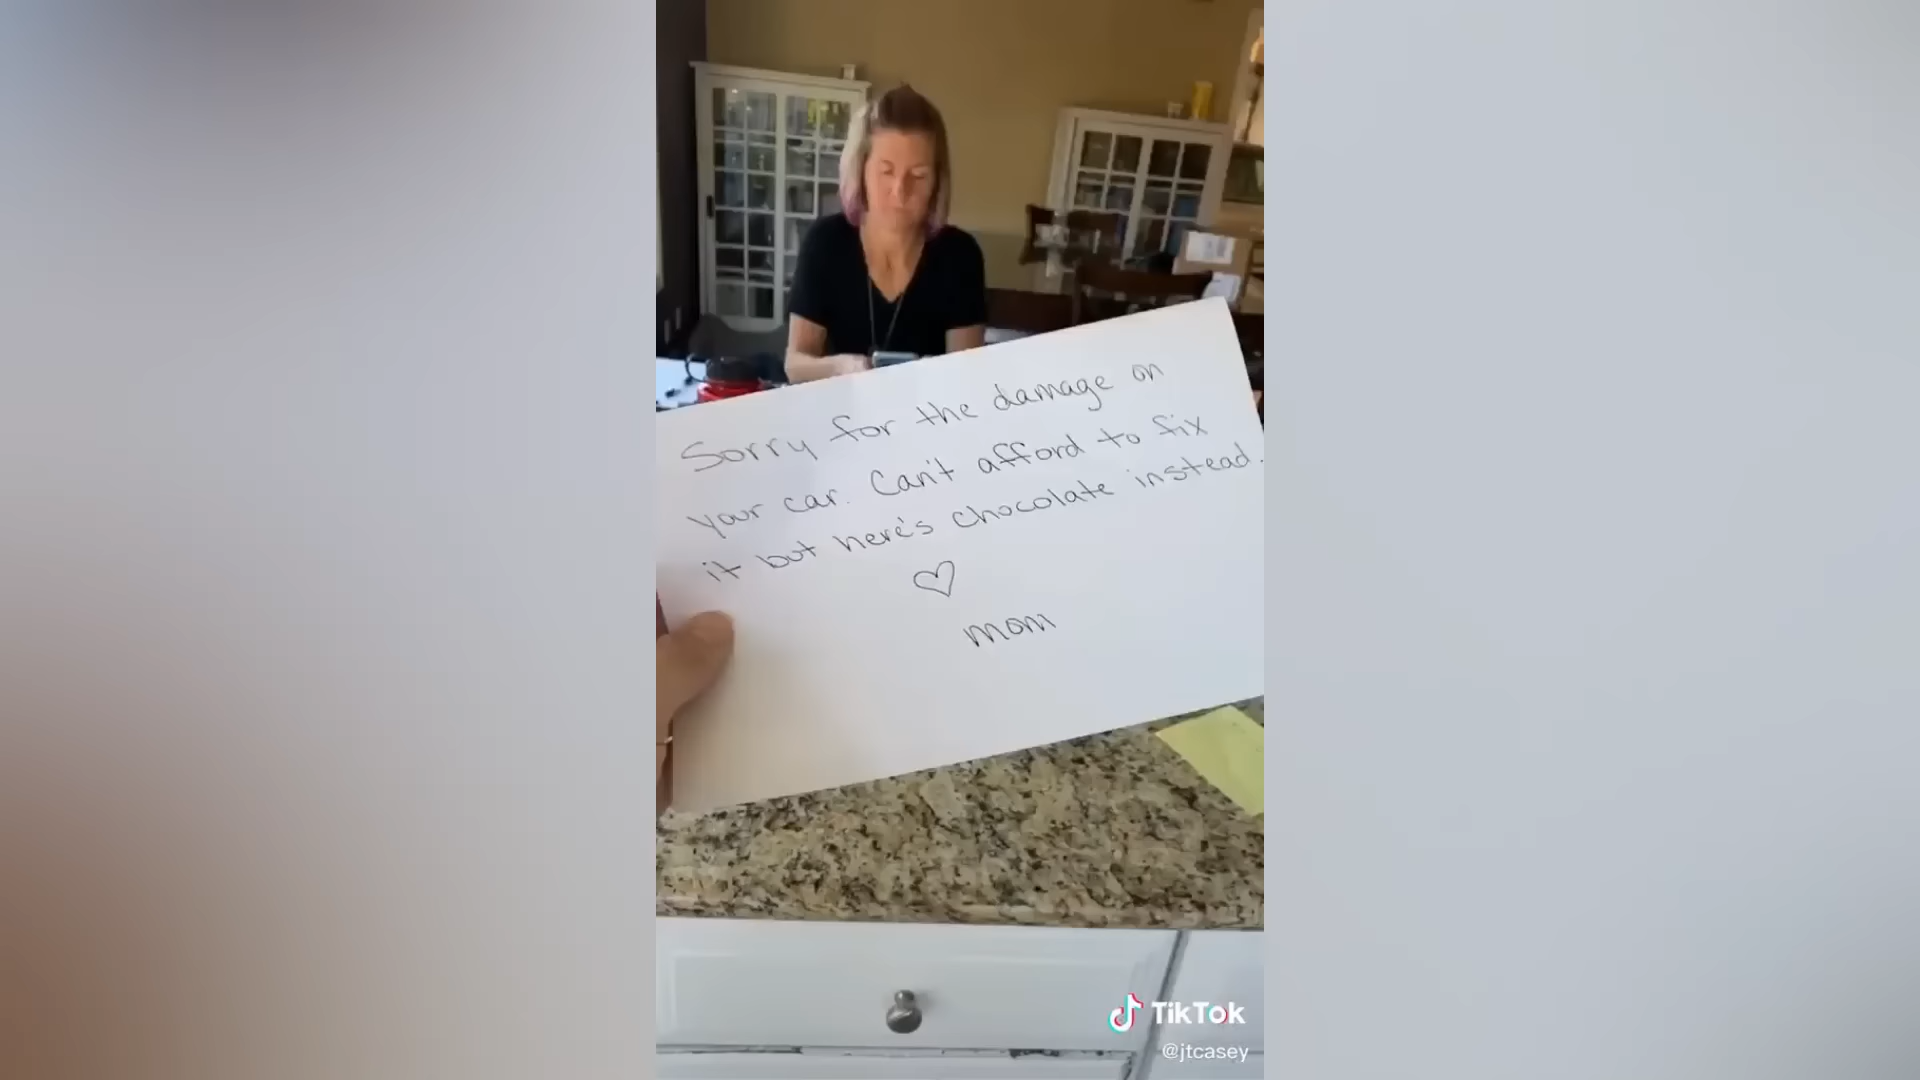 Sorry for the damage on
your car. Can't afford to fix
it but here's chocolate instead.
♡
mom
TikTok
@jtcasey